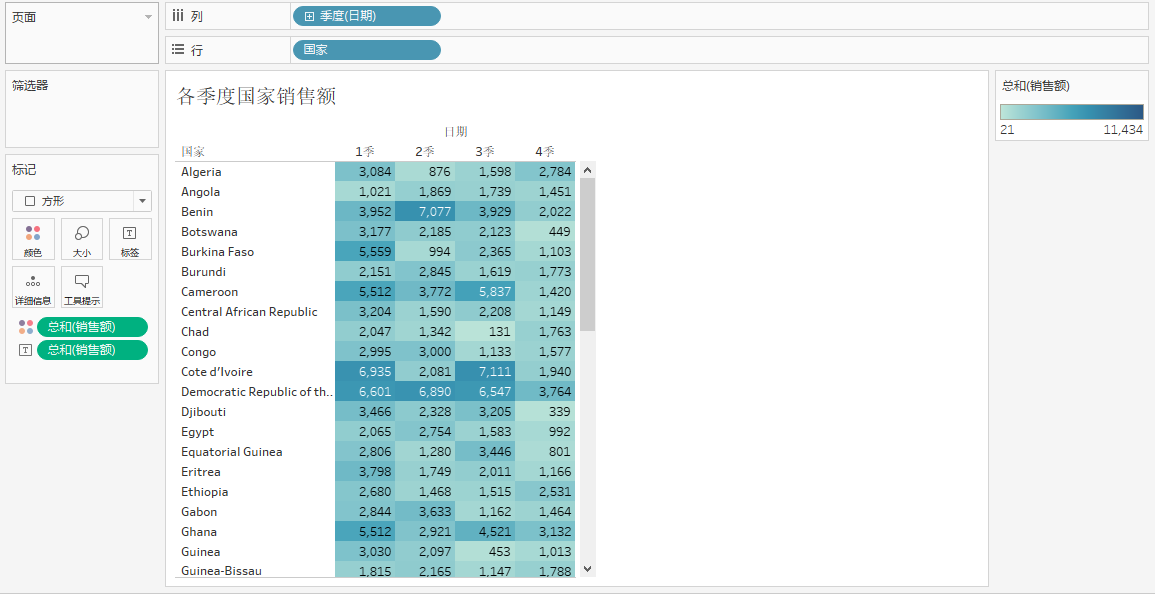 页面
列 季度(日期)
行 国家
筛选器
标记
方形
颜色 大小 标签
详细信息 工具提示
总和(销售额)
总和(销售额)
各季度国家销售额
日期
国家 1季 2季 3季 4季
Algeria 3,084 876 1,598 2,784
Angola 1,021 1,869 1,739 1,451
Benin 3,952 7,077 3,929 2,022
Botswana 3,177 2,185 2,123 449
Burkina Faso 5,559 994 2,365 1,103
Burundi 2,151 2,845 1,619 1,773
Cameroon 5,512 3,772 5,837 1,420
Central African Republic 3,204 1,590 2,208 1,149
Chad 2,047 1,342 131 1,763
Congo 2,995 3,000 1,133 1,577
Cote d'Ivoire 6,935 2,081 7,111 1,940
Democratic Republic of th.. 6,601 6,890 6,547 3,764
Djibouti 3,466 2,328 3,205 339
Egypt 2,065 2,754 1,583 992
Equatorial Guinea 2,806 1,280 3,446 801
Eritrea 3,798 1,749 2,011 1,166
Ethiopia 2,680 1,468 1,515 2,531
Gabon 2,844 3,633 1,162 1,464
Ghana 5,512 2,921 4,521 3,132
Guinea 3,030 2,097 453 1,013
Guinea-Bissau 1,815 2,165 1,147 1,788
总和(销售额)
21 11,434